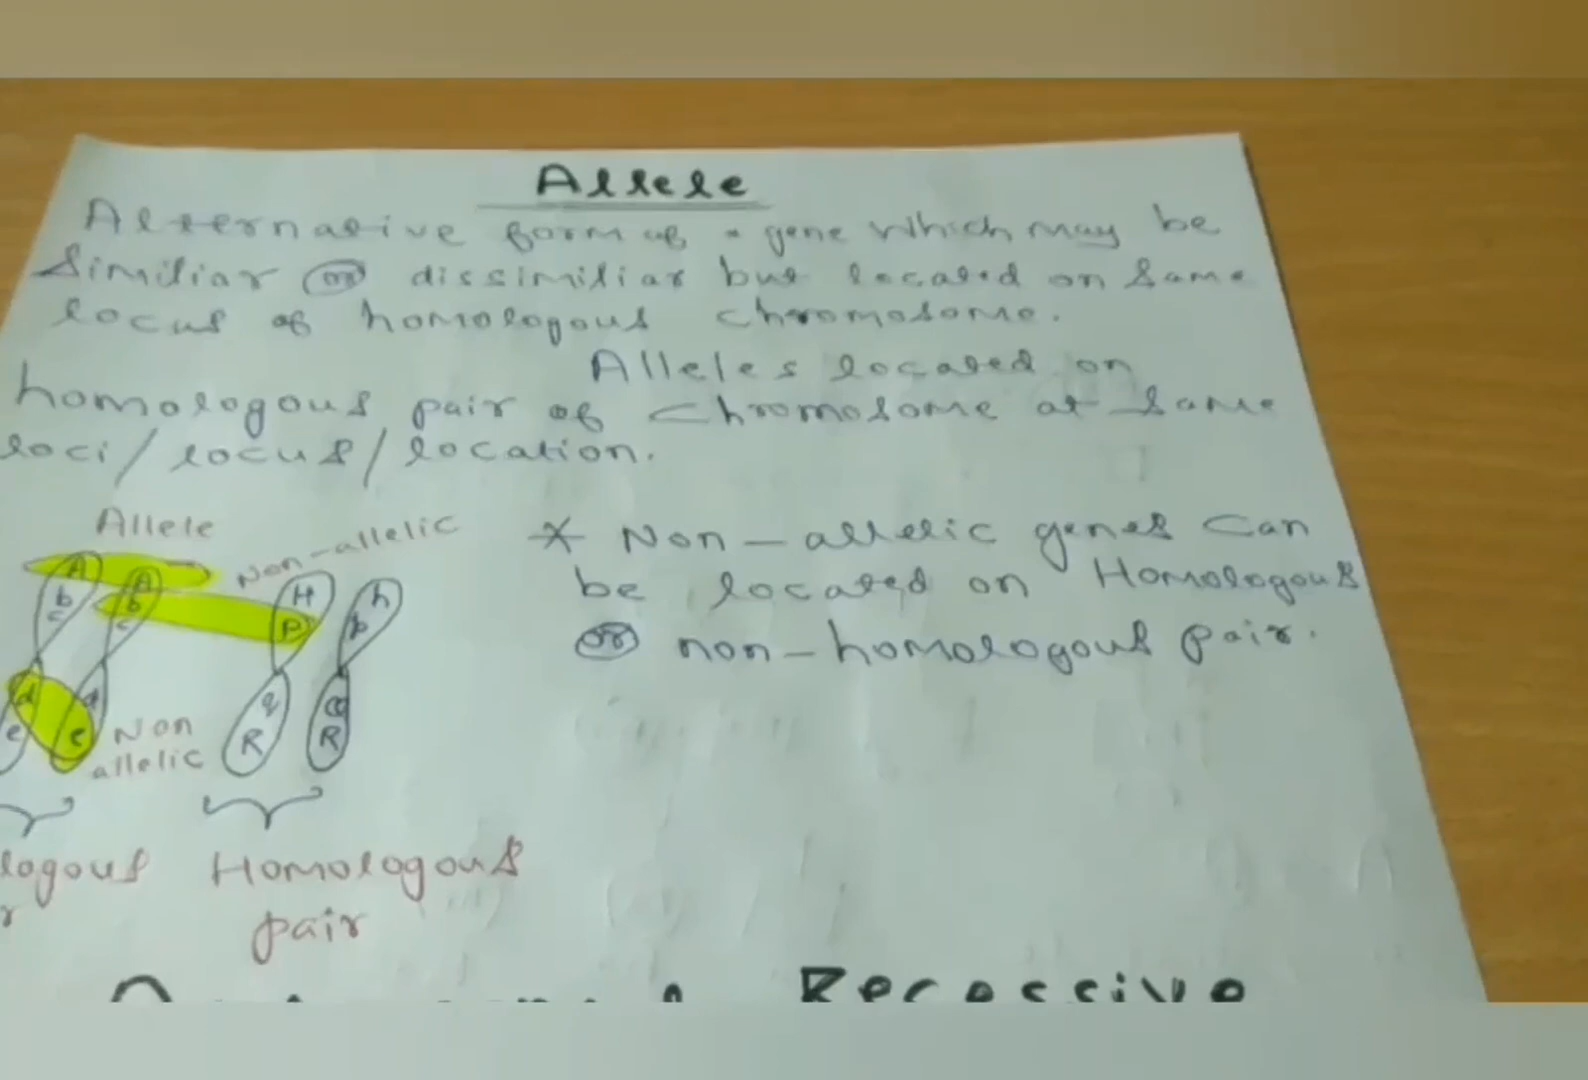 Allele
Alternative form of a gene which may be
Similiar or dissimiliar but located on Same
locus of homologous chromosome.
Alleles located on
homologous pair of chromosome at same
loci/locus/location.
Allele
Non-allelic
* Non-allelic genes can
be located on Homologous
or non-homologous pair.
A
A
b
b
c
c
H
h
P
p
d
d
e
e
q
Q
R
R
Non
allelic
logous
Homologous
r
pair
Recessive